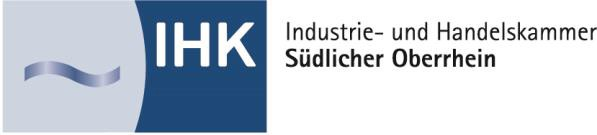 IHK
Industrie- und Handelskammer
Südlicher Oberrhein